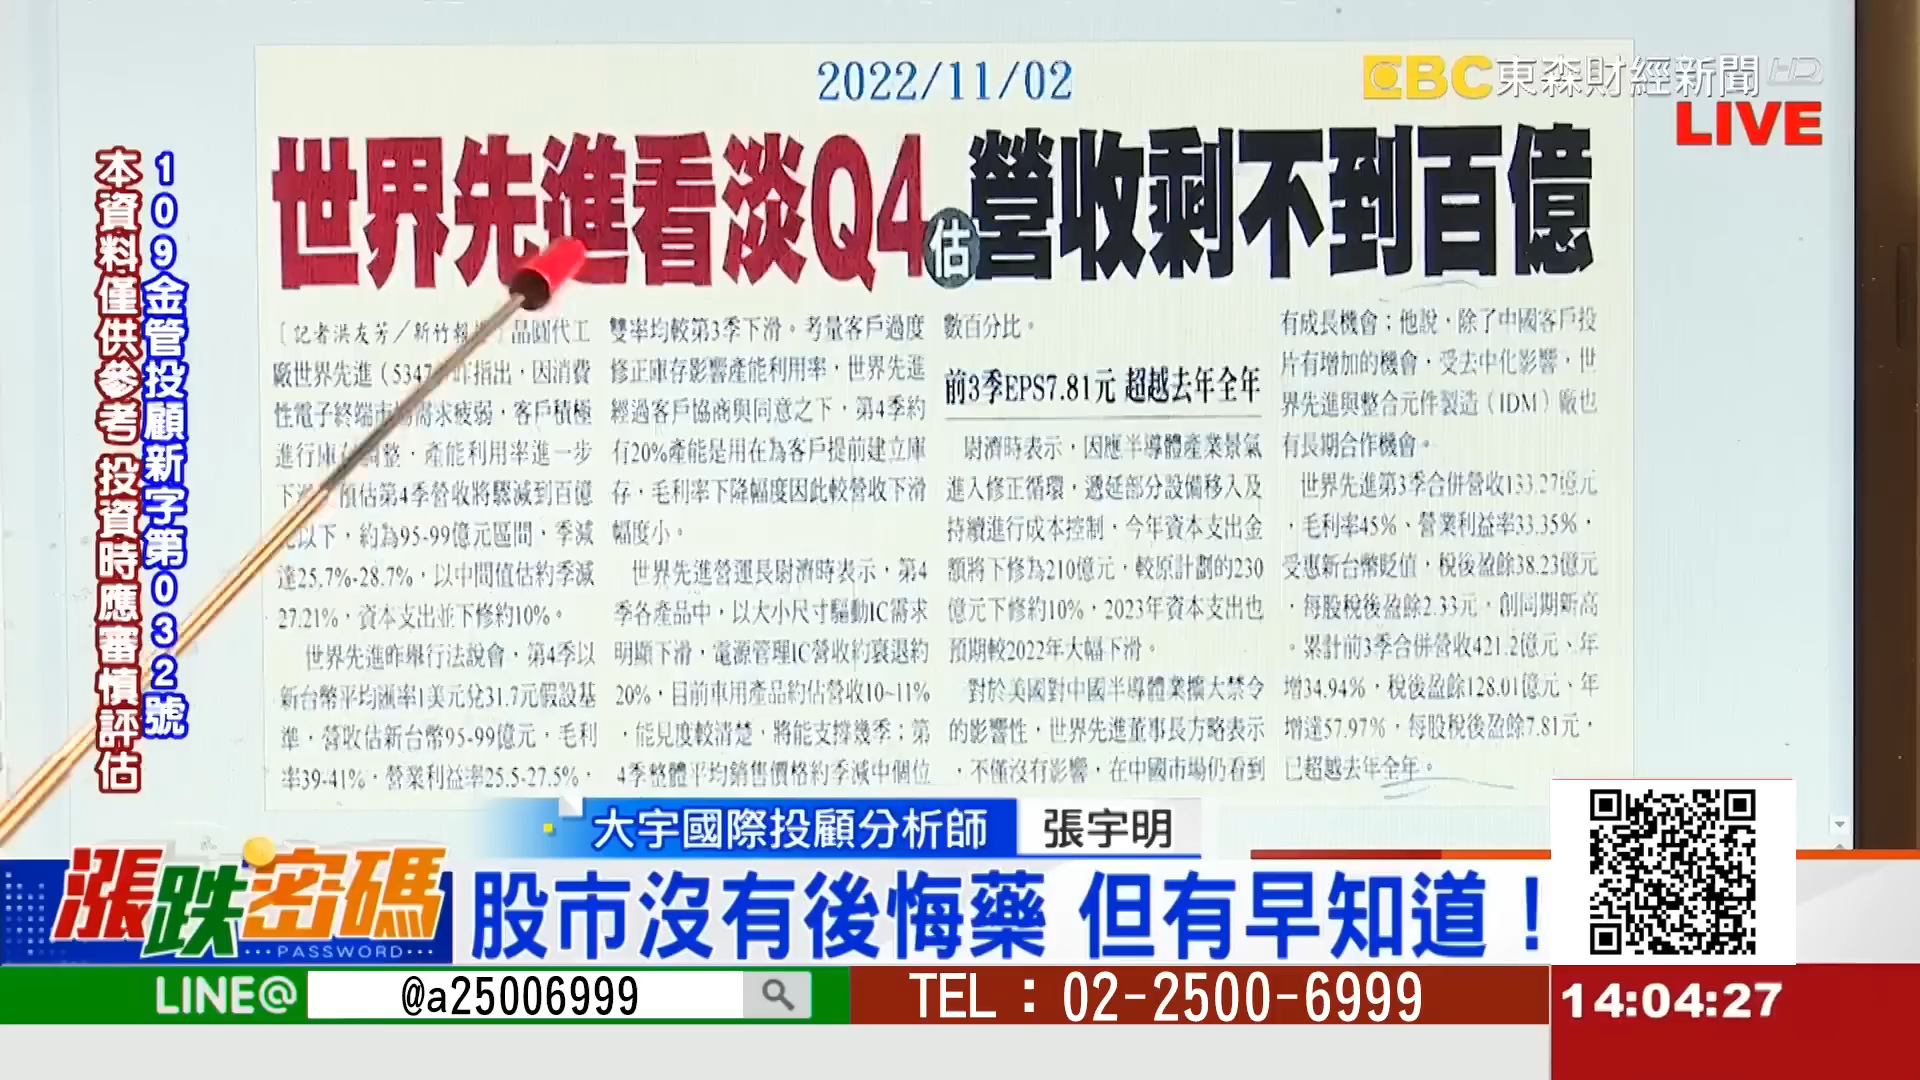 2022/11/02
EBC東森財經新聞HD
LIVE
世界先進看淡Q4 估營收剩不到百億
109金管投顧新字第032號
本資料僅供參考 投資時應審慎評估
〔記者洪友芳／新竹報 晶圓代工
廠世界先進（5347 昨指出，因消費
性電子終端市場需求疲弱，客戶積極
進行庫存調整，產能利用率進一步
下 預估第4季營收將驟減到百億
元以下，約為95-99億元區間，季減
達25.7%-28.7%，以中間值估約季減
27.21%，資本支出並下修約10%。
世界先進昨舉行法說會，第4季以
新台幣平均匯率1美元兌31.7元假設基
準，營收估新台幣95-99億元，毛利
率39-41%，營業利益率25.5-27.5%，
雙率均較第3季下滑。考量客戶過度
修正庫存影響產能利用率，世界先進
經過客戶協商與同意之下，第4季約
有20%產能是用在為客戶提前建立庫
存，毛利率下降幅度因此較營收下滑
幅度小。
世界先進營運長尉濟時表示，第4
季各產品中，以大小尺寸驅動IC需求
明顯下滑，電源管理IC營收約衰退約
20%，目前車用產品約佔營收10~11%
，能見度較清楚，將能支撐幾季；第
4季整體平均銷售價格約季減中個位
數百分比。
前3季EPS7.81元 超越去年全年
尉濟時表示，因應半導體產業景氣
進入修正循環，遞延部分設備移入及
持續進行成本控制，今年資本支出金
額將下修為210億元，較原計劃的230
億元下修約10%，2023年資本支出也
預期較2022年大幅下滑。
對於美國對中國半導體業擴大禁令
的影響性，世界先進董事長方略表示
，不僅沒有影響，在中國市場仍看到
有成長機會；他說，除了中國客戶投
片有增加的機會，受去中化影響，世
界先進與整合元件製造（IDM）廠也
有長期合作機會。
世界先進第3季合併營收133.27億元
，毛利率45%、營業利益率33.35%，
受惠新台幣貶值，稅後盈餘38.23億元
，每股稅後盈餘2.33元，創同期新高
。累計前3季合併營收421.2億元、年
增34.94%，稅後盈餘128.01億元、年
增達57.97%，每股稅後盈餘7.81元，
已超越去年全年。
大宇國際投顧分析師 張宇明
漲跌密碼
PASSWORD
股市沒有後悔藥 但有早知道！
LINE@ @a25006999
TEL：02-2500-6999
14:04:27